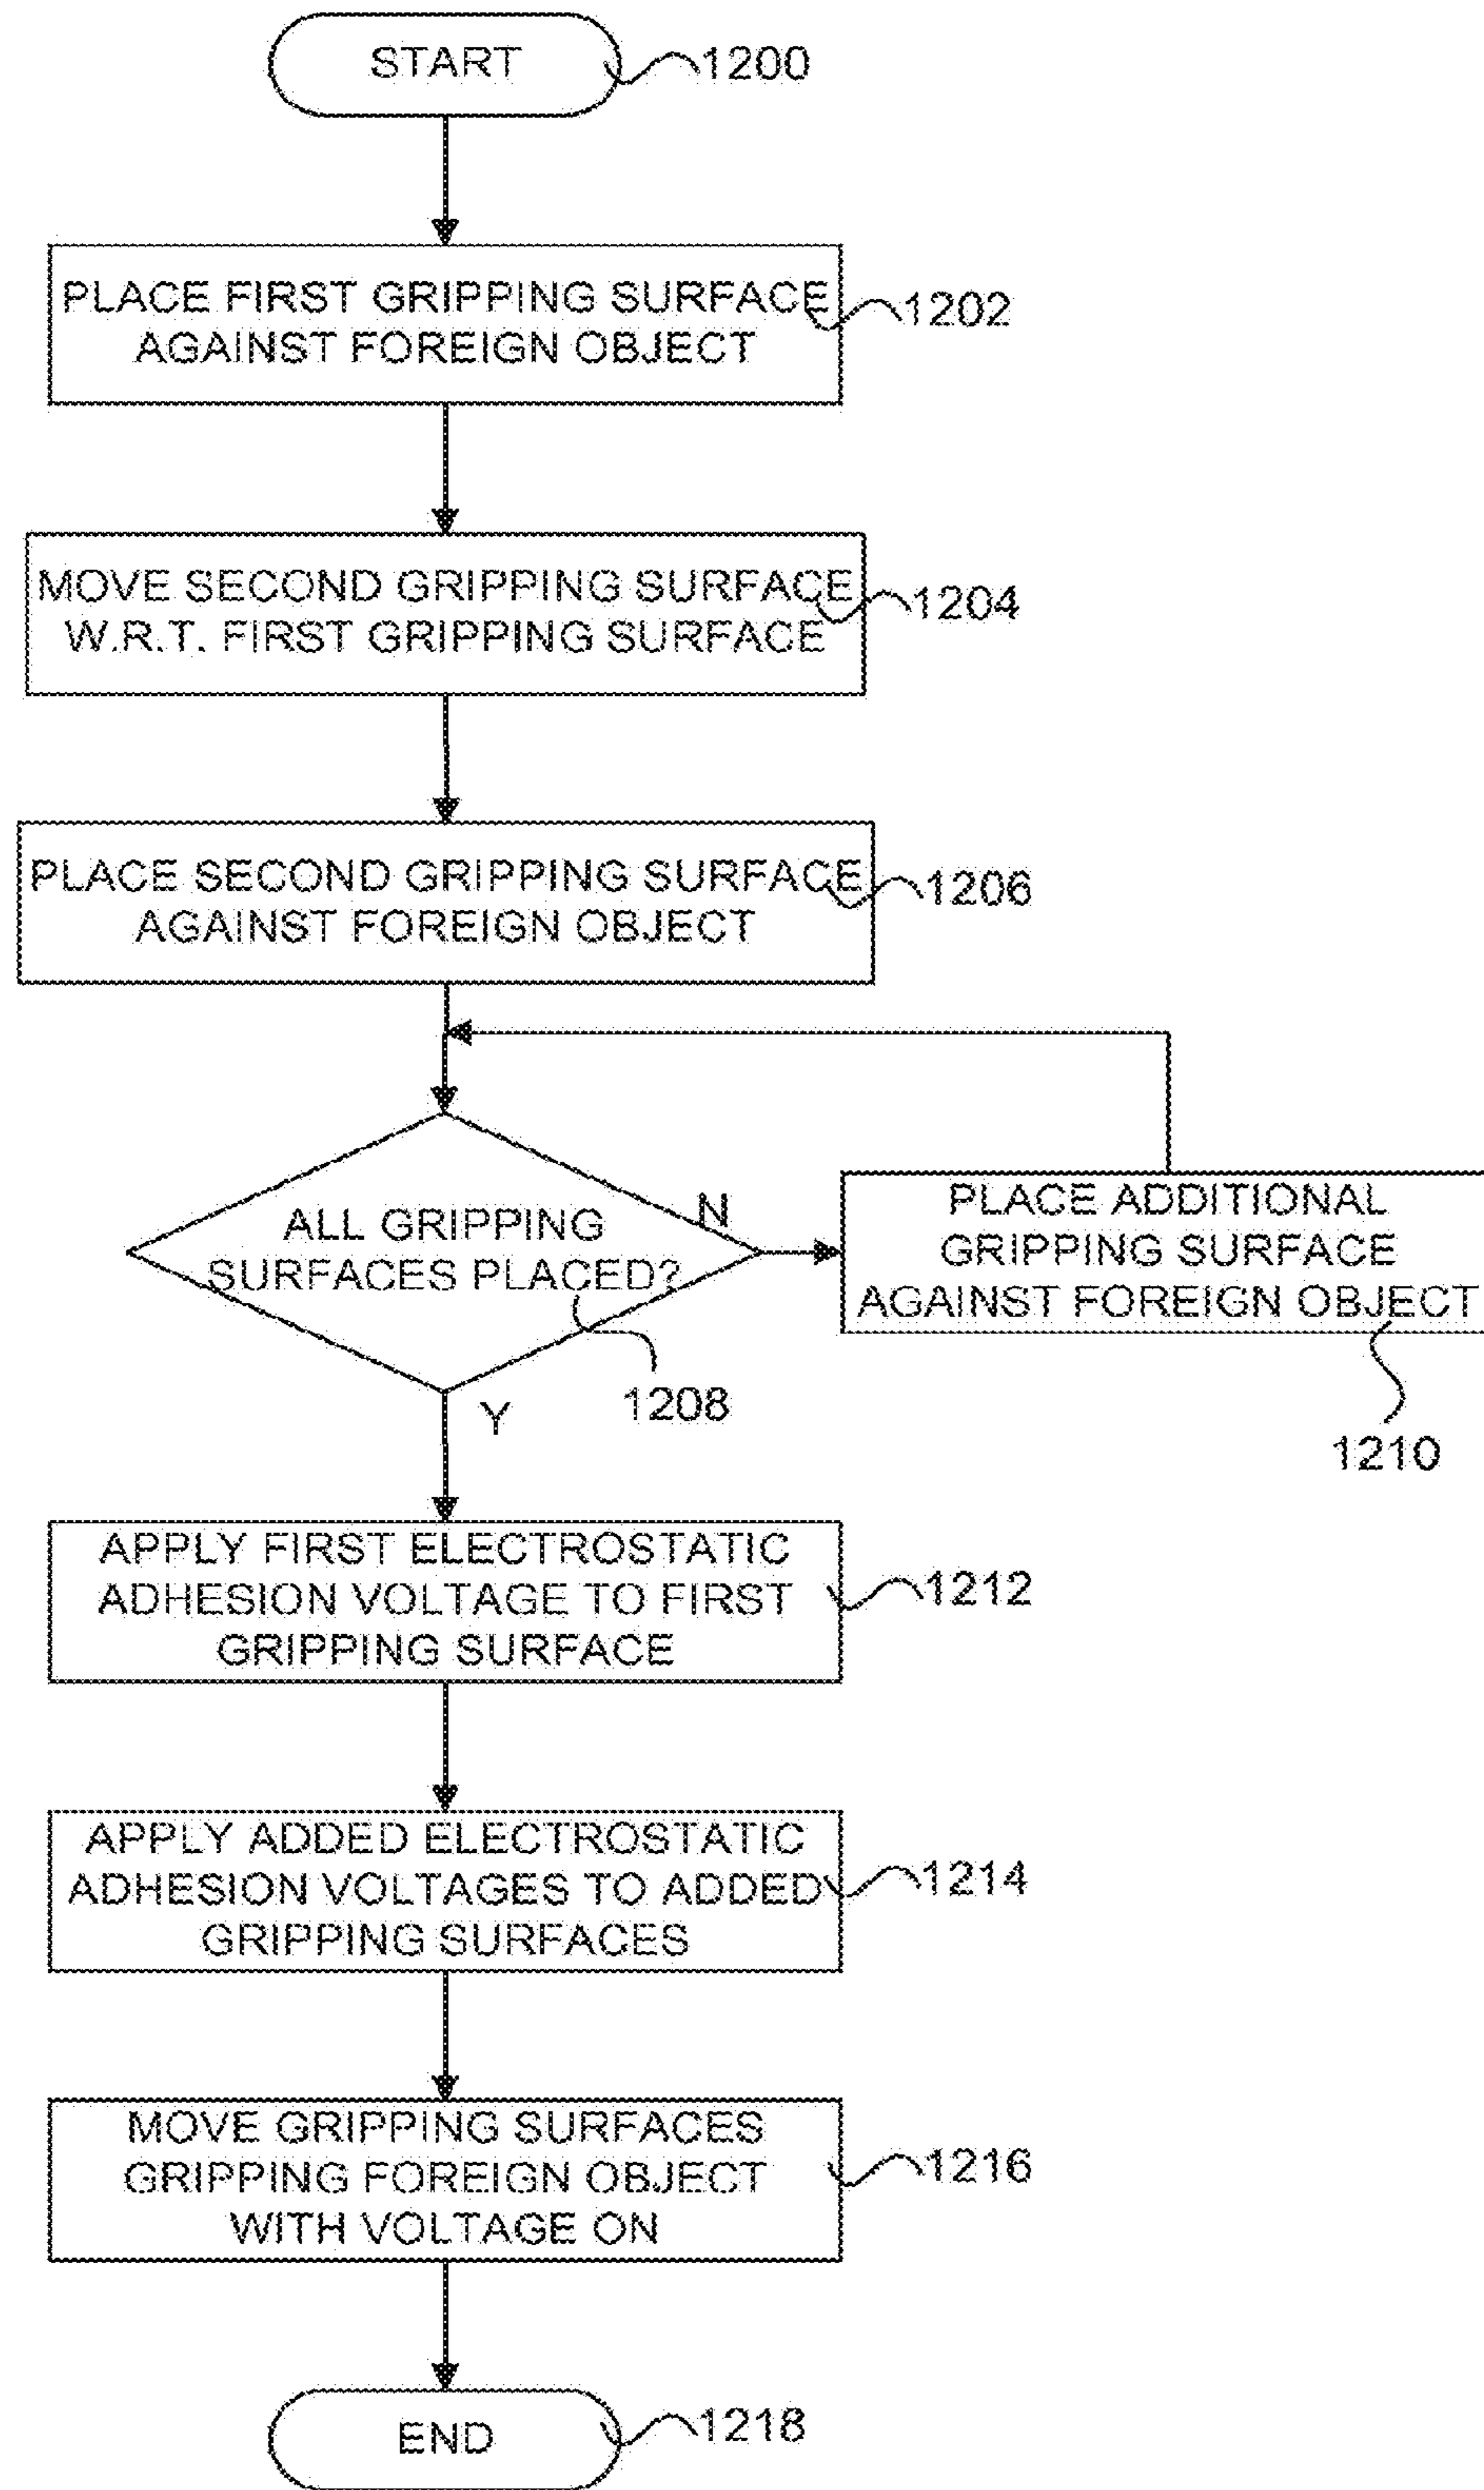 START
1200
PLACE FIRST GRIPPING SURFACE
AGAINST FOREIGN OBJECT
1202
MOVE SECOND GRIPPING SURFACE
W.R.T. FIRST GRIPPING SURFACE
1204
PLACE SECOND GRIPPING SURFACE
AGAINST FOREIGN OBJECT
1206
ALL GRIPPING
SURFACES PLACED?
1208
N
PLACE ADDITIONAL
GRIPPING SURFACE
AGAINST FOREIGN OBJECT
1210
Y
APPLY FIRST ELECTROSTATIC
ADHESION VOLTAGE TO FIRST
GRIPPING SURFACE
1212
APPLY ADDED ELECTROSTATIC
ADHESION VOLTAGES TO ADDED
GRIPPING SURFACES
1214
MOVE GRIPPING SURFACES
GRIPPING FOREIGN OBJECT
WITH VOLTAGE ON
1216
END
1218